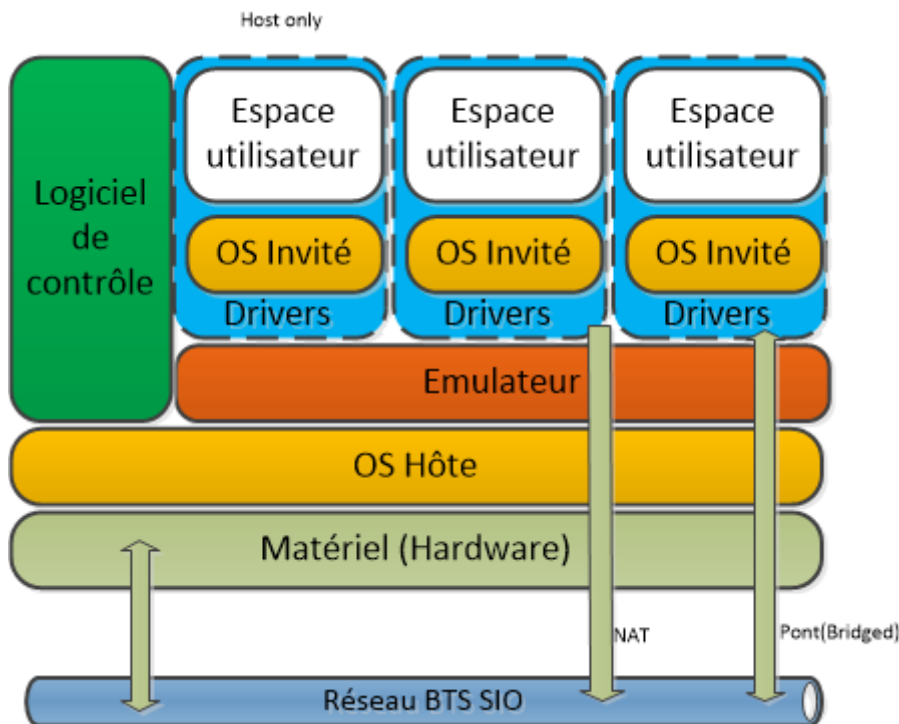 Host only
Logiciel
de
contrôle
Espace
utilisateur
OS Invité
Drivers
Espace
utilisateur
OS Invité
Drivers
Espace
utilisateur
OS Invité
Drivers
Emulateur
OS Hôte
Matériel (Hardware)
NAT
Pont(Bridged)
Réseau BTS SIO